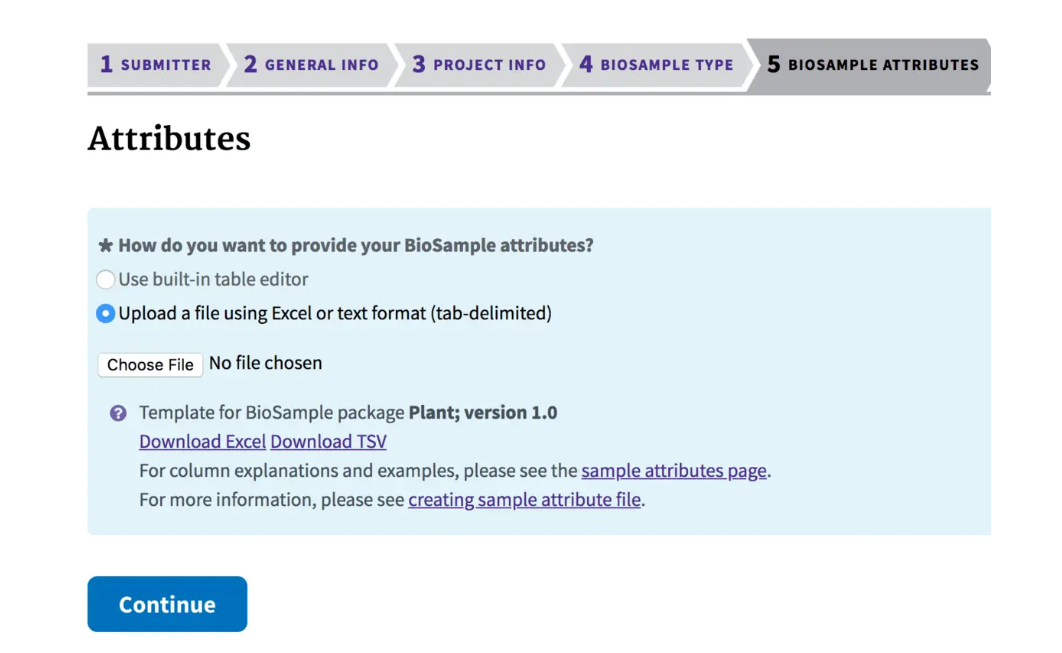 1 SUBMITTER 2 GENERAL INFO 3 PROJECT INFO 4 BIOSAMPLE TYPE 5 BIOSAMPLE ATTRIBUTES
Attributes
* How do you want to provide your BioSample attributes?
Use built-in table editor
Upload a file using Excel or text format (tab-delimited)
Choose File No file chosen
? Template for BioSample package Plant; version 1.0
Download Excel Download TSV
For column explanations and examples, please see the sample attributes page.
For more information, please see creating sample attribute file.
Continue